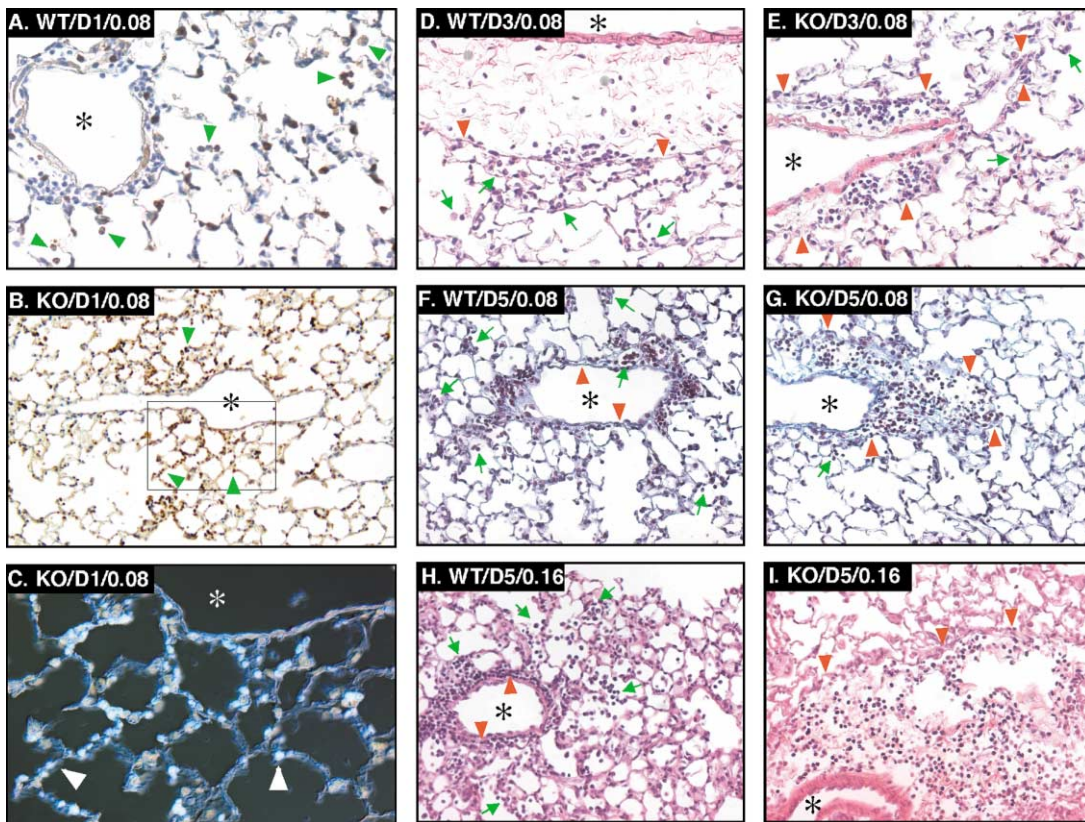 A. WT/D1/0.08
D. WT/D3/0.08
E. KO/D3/0.08
B. KO/D1/0.08
F. WT/D5/0.08
G. KO/D5/0.08
C. KO/D1/0.08
H. WT/D5/0.16
I. KO/D5/0.16